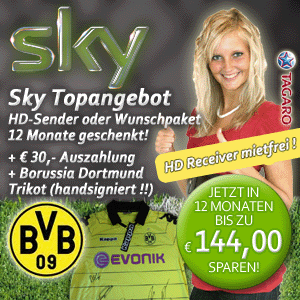 sky
TAGARO
Sky Topangebot
HD-Sender oder Wunschpaket
12 Monate geschenkt!
+ € 30,- Auszahlung
+ Borussia Dortmund
Trikot (handsigniert !!)
HD Receiver mietfrei !
BVB
09
Kappa
EVONIK
JETZT IN
12 MONATEN
BIS ZU
€ 144,00
SPAREN!